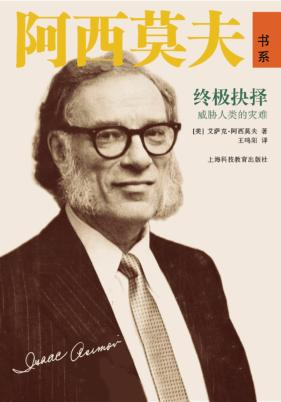 阿西莫夫
书系
终极抉择
威胁人类的灾难
[美] 艾萨克·阿西莫夫 著
王鸣阳 译
上海科技教育出版社
Isaac Asimov